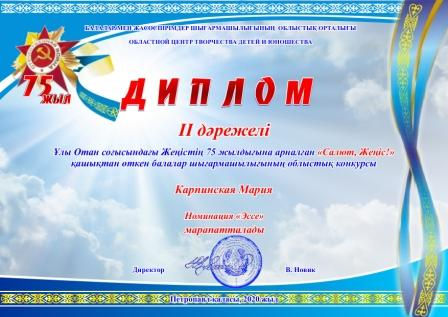 БАЛАЛАР МЕН ЖАСӨСПІРІМДЕР ШЫҒАРМАШЫЛЫҒЫНЫҢ ОБЛЫСТЫҚ ОРТАЛЫҒЫ
ОБЛАСТНОЙ ЦЕНТР ТВОРЧЕСТВА ДЕТЕЙ И ЮНОШЕСТВА
75
ЖЫЛ
ДИПЛОМ
II дәрежелі
Ұлы Отан соғысындағы Жеңістің 75 жылдығына арналған «Салют, Жеңіс!»
қашықтан өткен балалар шығармашылығының облыстық конкурсы
Карпинская Мария
Номинация «Эссе»
марапатталады
Директор В. Новик
Петропавл қаласы, 2020 жыл